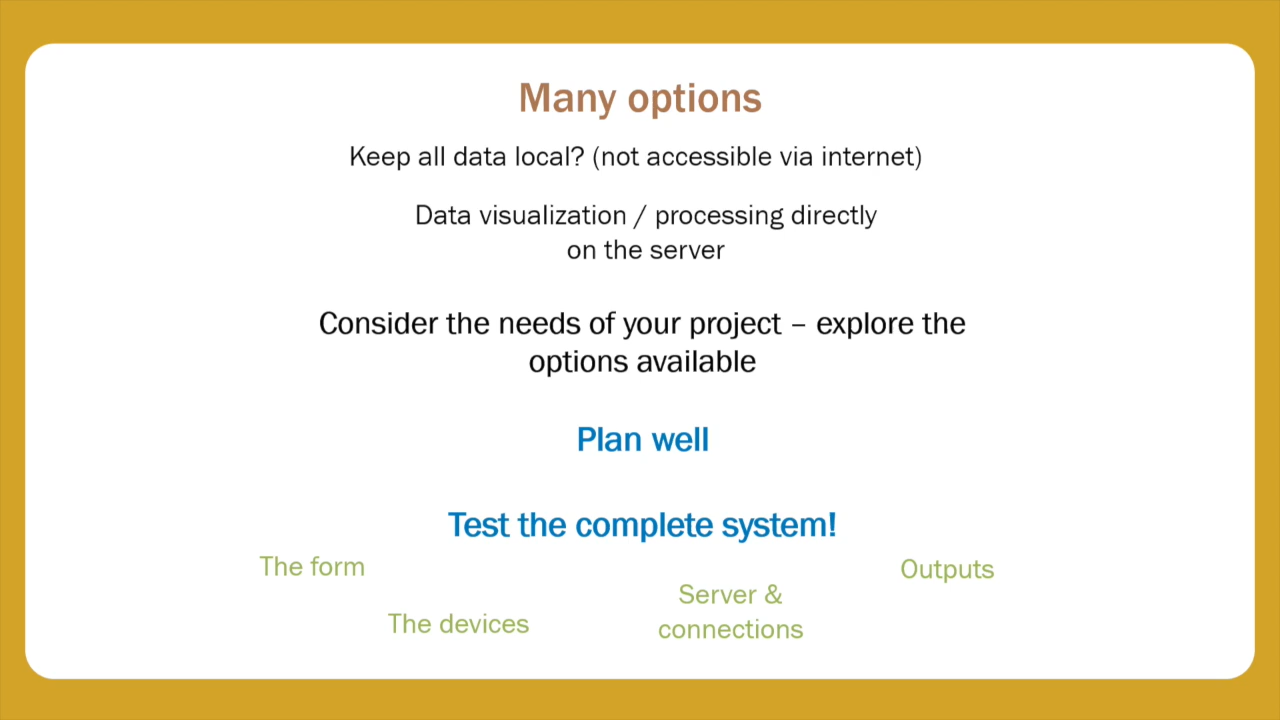 Many options
Keep all data local? (not accessible via internet)
Data visualization / processing directly
on the server
Consider the needs of your project – explore the
options available
Plan well
Test the complete system!
The form
The devices
Server &
connections
Outputs